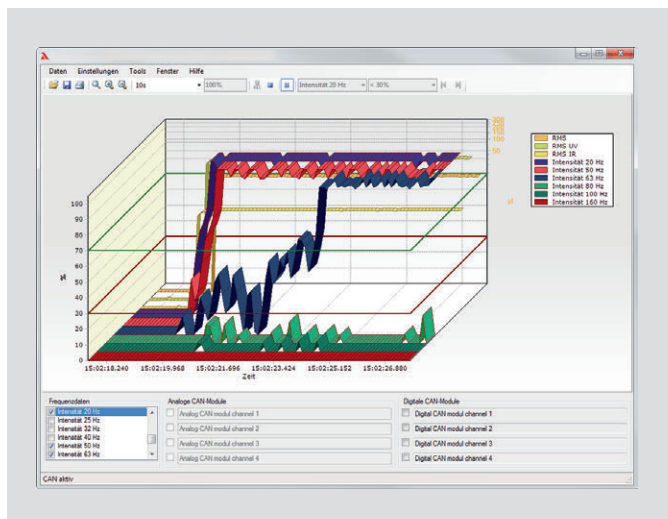 Daten Einstellungen Tools Fenster Hilfe
10s 100% Intensität 20 Hz < 30%
100
50
RMS
RMS UV
RMS IR
Intensität 20 Hz
Intensität 50 Hz
Intensität 63 Hz
Intensität 80 Hz
Intensität 100 Hz
Intensität 160 Hz
100
90
80
70
60
50
40
30
20
10
0
%
15:02:18.240 15:02:19.968 15:02:21.696 15:02:23.424 15:02:25.152 15:02:26.880
Zeit
Frequenzdaten
Intensität 20 Hz
Intensität 25 Hz
Intensität 32 Hz
Intensität 40 Hz
Intensität 50 Hz
Intensität 63 Hz
Analoge CAN-Module
Analog CAN modul channel 1
Analog CAN modul channel 2
Analog CAN modul channel 3
Analog CAN modul channel 4
Digitale CAN-Module
Digital CAN modul channel 1
Digital CAN modul channel 2
Digital CAN modul channel 3
Digital CAN modul channel 4
CAN aktiv